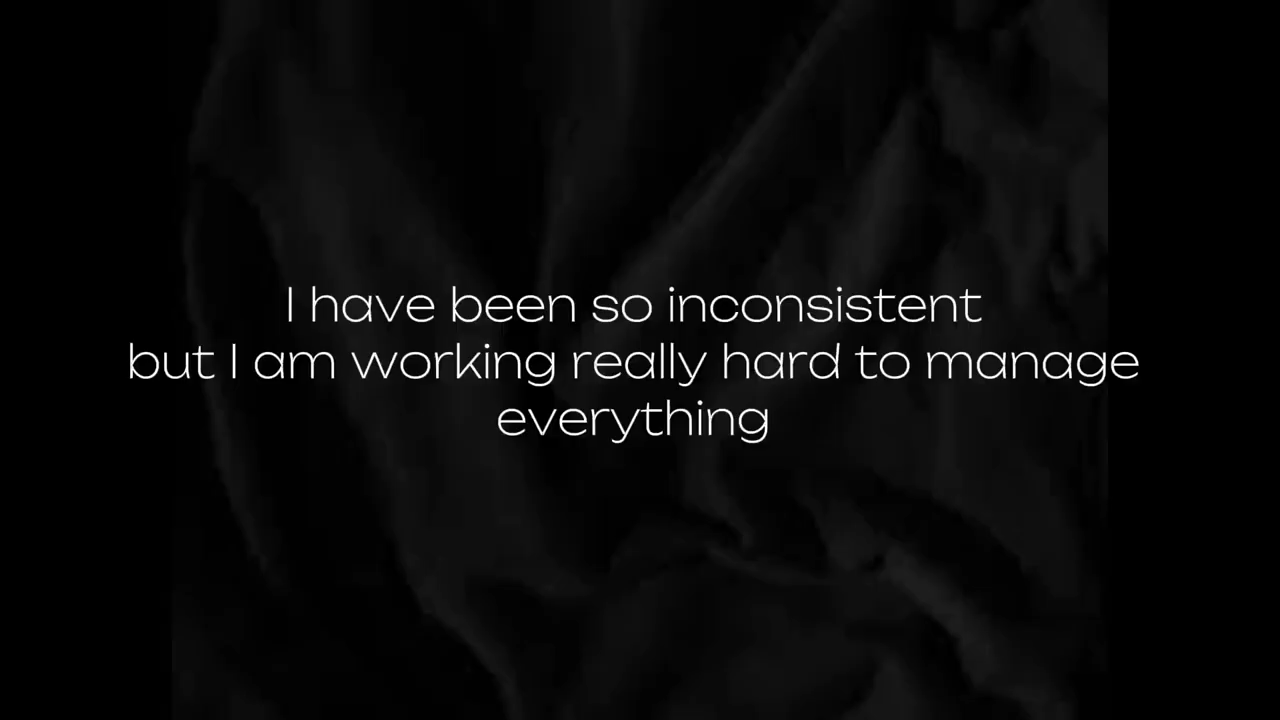 I have been so inconsistent
but I am working really hard to manage
everything